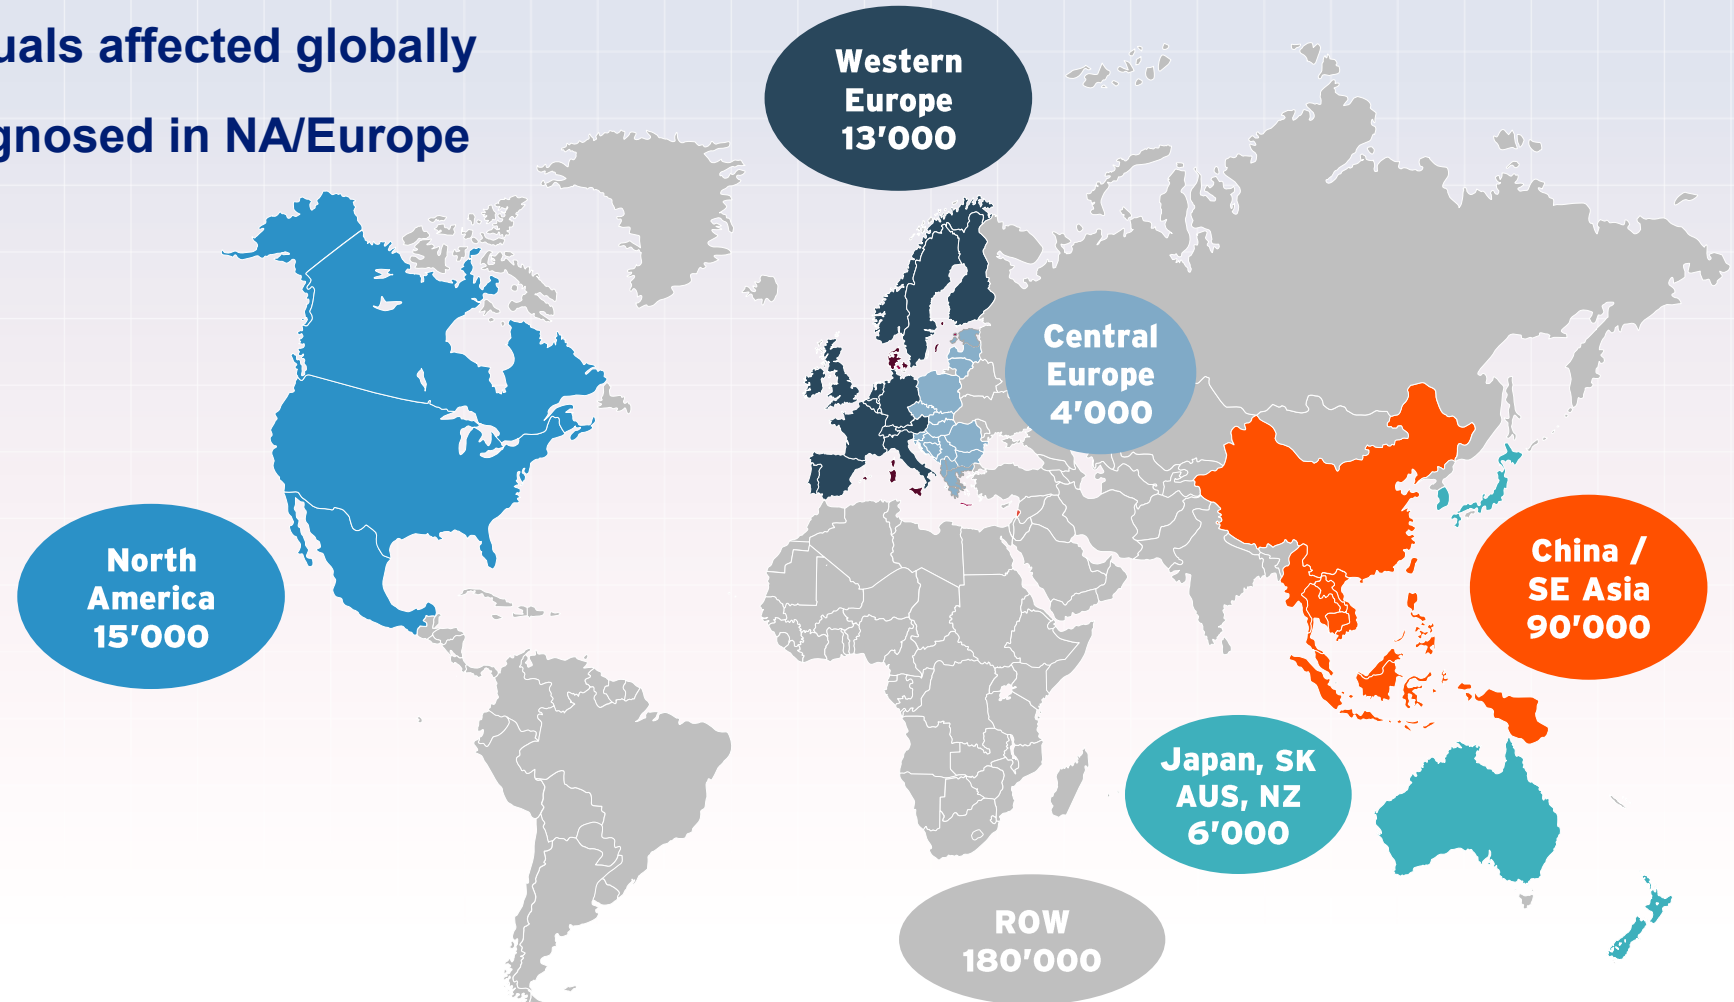 uals affected globally
gnosed in NA/Europe
Western
Europe
13’000
Central
Europe
4’000
North
America
15’000
China /
SE Asia
90’000
Japan, SK
AUS, NZ
6’000
ROW
180’000